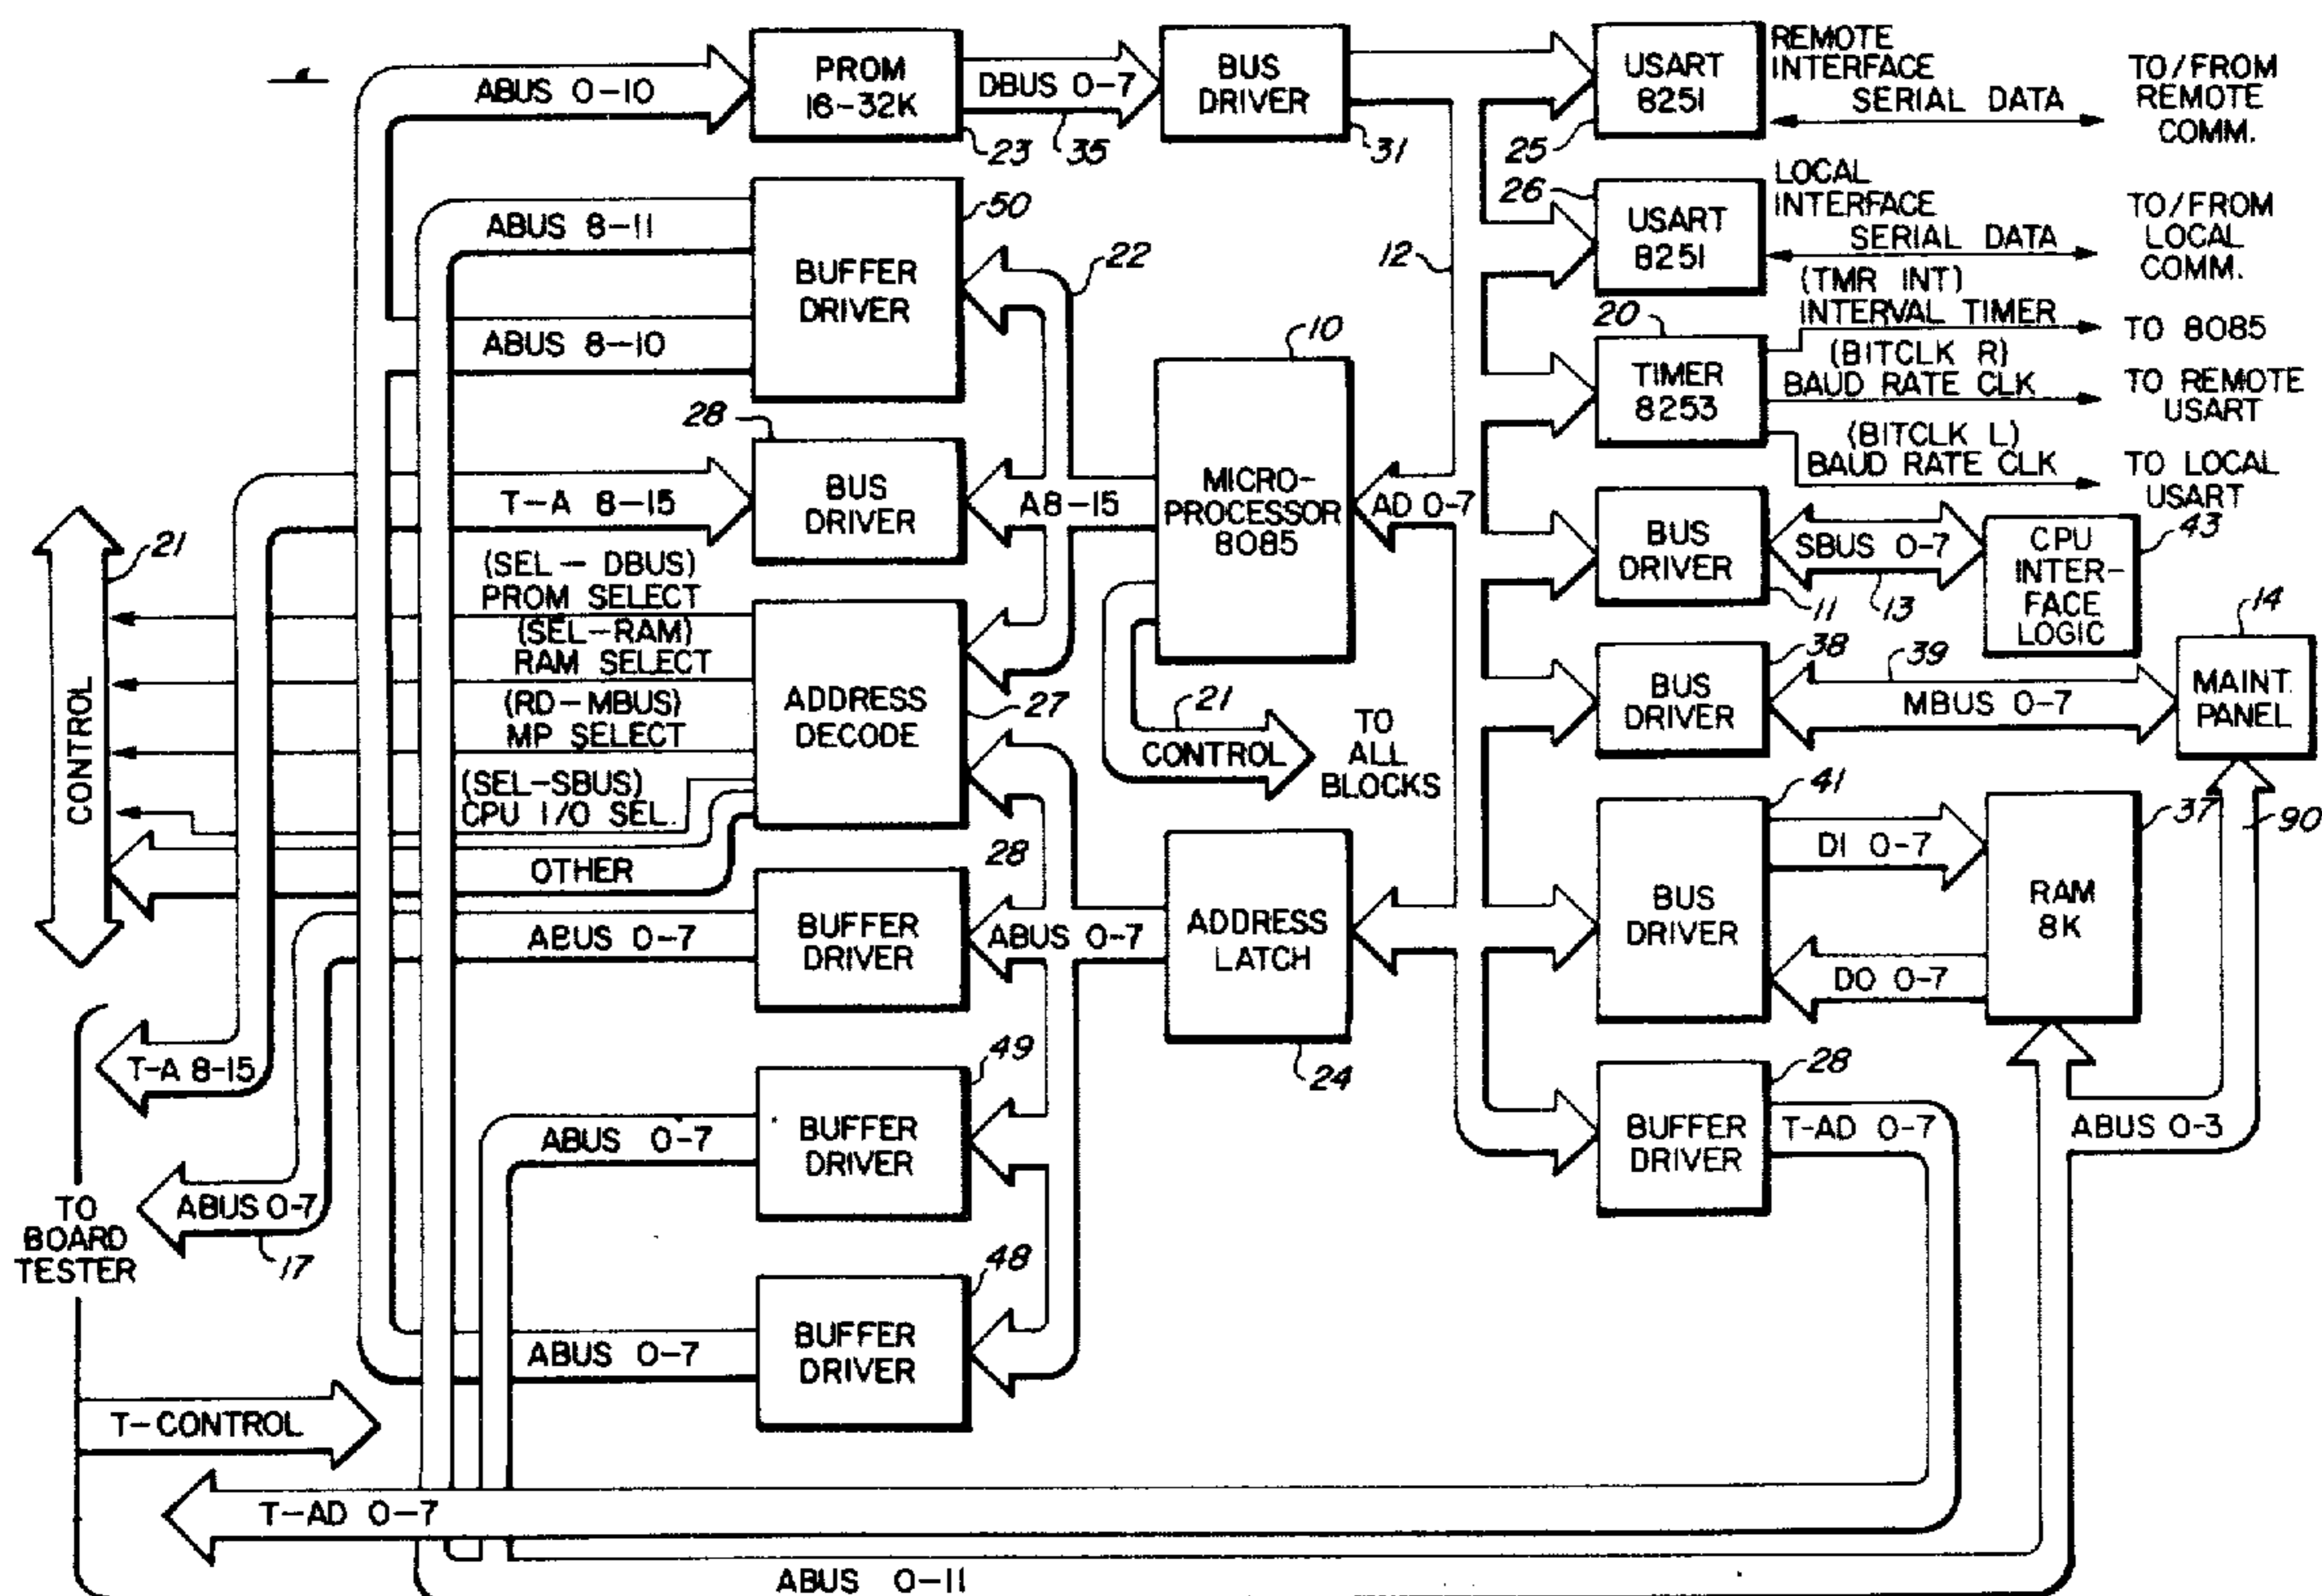 ABUS 0-10
PROM
16-32K
23
DBUS 0-7
35
BUS
DRIVER
31
USART
8251
25
REMOTE
INTERFACE
SERIAL DATA
TO/FROM
REMOTE
COMM.
ABUS 8-11
BUFFER
DRIVER
50
ABUS 8-10
22
12
26
USART
8251
LOCAL
INTERFACE
SERIAL DATA
TO/FROM
LOCAL
COMM.
20
TIMER
8253
(TMR INT)
INTERVAL TIMER
TO 8085
(BITCLK R)
BAUD RATE CLK
TO REMOTE
USART
(BITCLK L)
BAUD RATE CLK
TO LOCAL
USART
28
T-A 8-15
BUS
DRIVER
A8-15
10
MICRO-
PROCESSOR
8085
AD 0-7
BUS
DRIVER
11
SBUS 0-7
13
CPU
INTER-
FACE
LOGIC
43
21
CONTROL
(SEL-DBUS)
PROM SELECT
(SEL-RAM)
RAM SELECT
(RD-MBUS)
MP SELECT
(SEL-SBUS)
CPU I/O SEL.
OTHER
ADDRESS
DECODE
27
21
CONTROL
TO
ALL
BLOCKS
BUS
DRIVER
38
39
MBUS 0-7
14
MAINT.
PANEL
28
ABUS 0-7
BUFFER
DRIVER
ABUS 0-7
ADDRESS
LATCH
24
41
BUS
DRIVER
DI 0-7
DO 0-7
RAM
8K
37
90
T-A 8-15
49
ABUS 0-7
BUFFER
DRIVER
28
BUFFER
DRIVER
T-AD 0-7
ABUS 0-3
TO
BOARD
TESTER
ABUS 0-7
17
48
ABUS 0-7
BUFFER
DRIVER
T-CONTROL
T-AD 0-7
ABUS 0-11